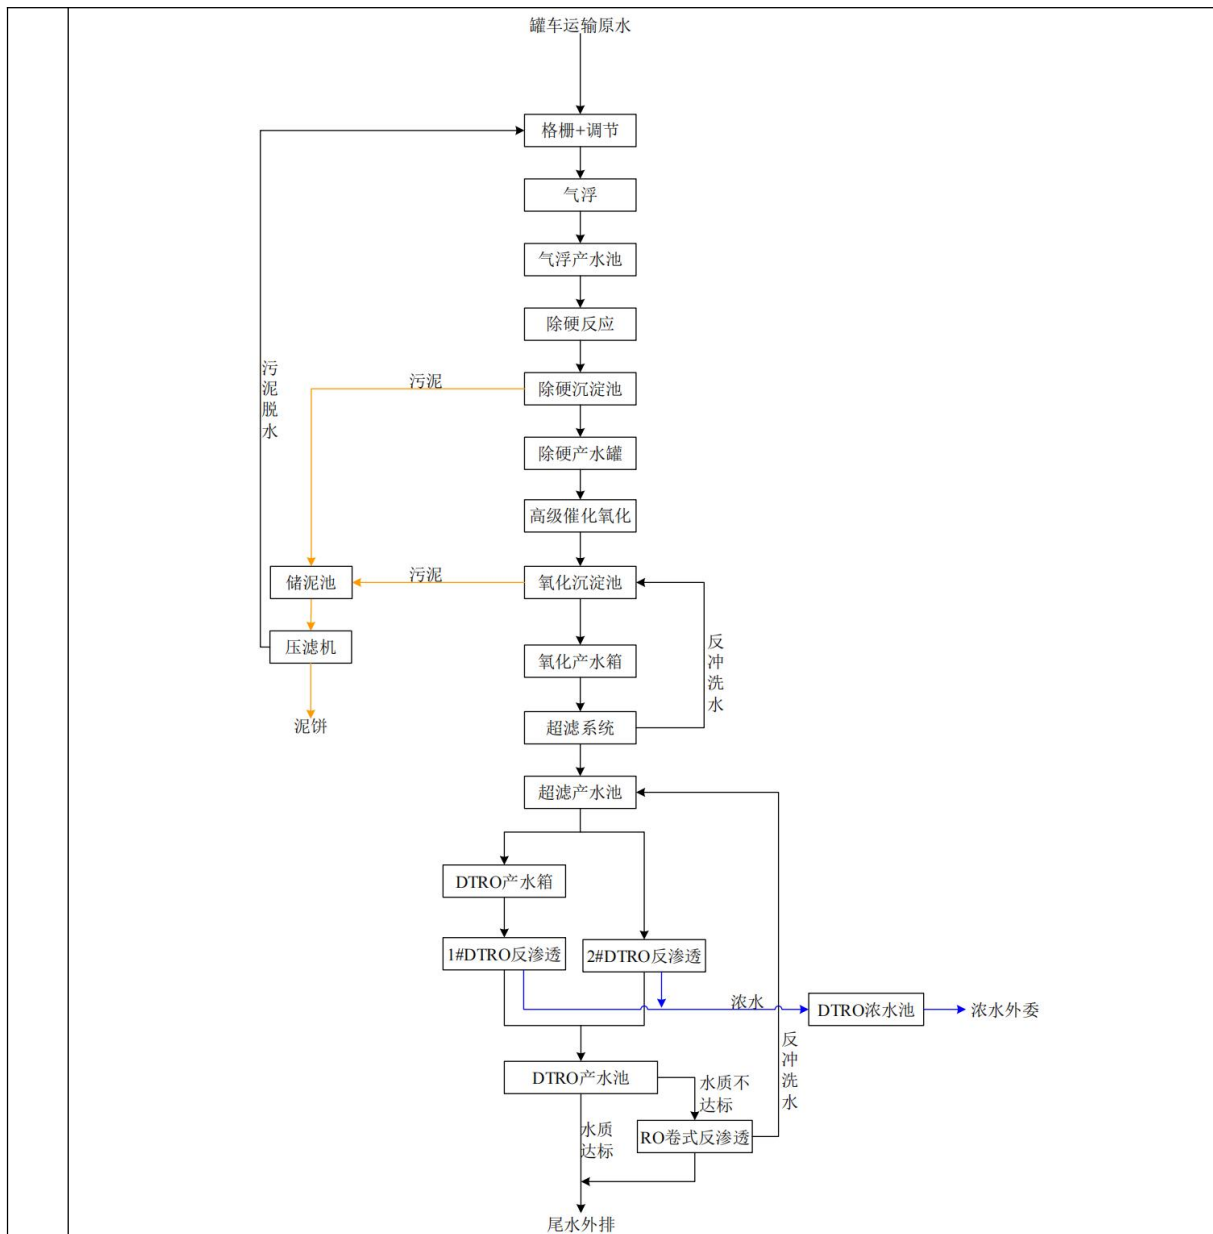 罐车运输原水
格栅+调节
气浮
气浮产水池
除硬反应
污泥脱水
污泥
除硬沉淀池
除硬产水罐
高级催化氧化
储泥池
污泥
氧化沉淀池
压滤机
氧化产水箱
反冲洗水
泥饼
超滤系统
超滤产水池
DTRO产水箱
1#DTRO反渗透
2#DTRO反渗透
浓水
DTRO浓水池
浓水外委
反冲洗水
DTRO产水池
水质不
达标
水质
达标
RO卷式反渗透
尾水外排